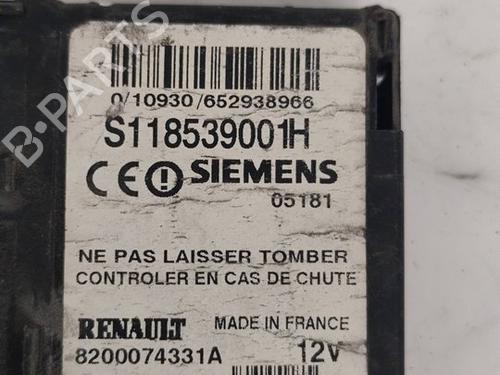 0/10930/652938966
S118539001H
CE SIEMENS
05181
NE PAS LAISSER TOMBER
CONTROLER EN CAS DE CHUTE
RENAULT MADE IN FRANCE
8200074331A 12V
B-PARTS